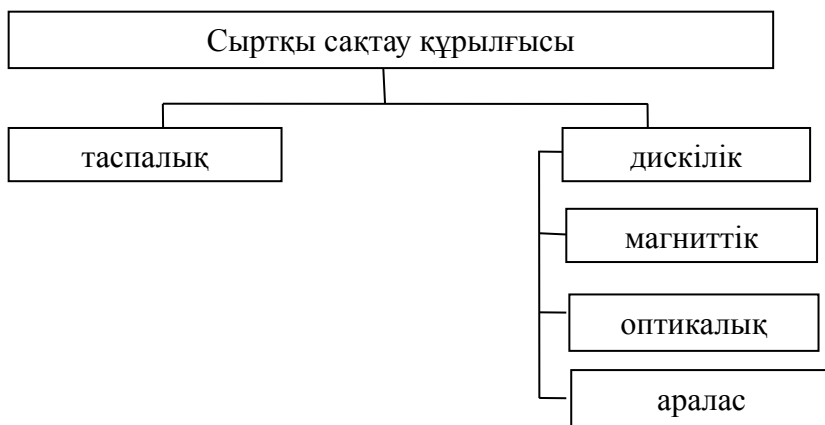 Сыртқы сақтау құрылғысы
таспалық
дискілік
магниттік
оптикалық
аралас